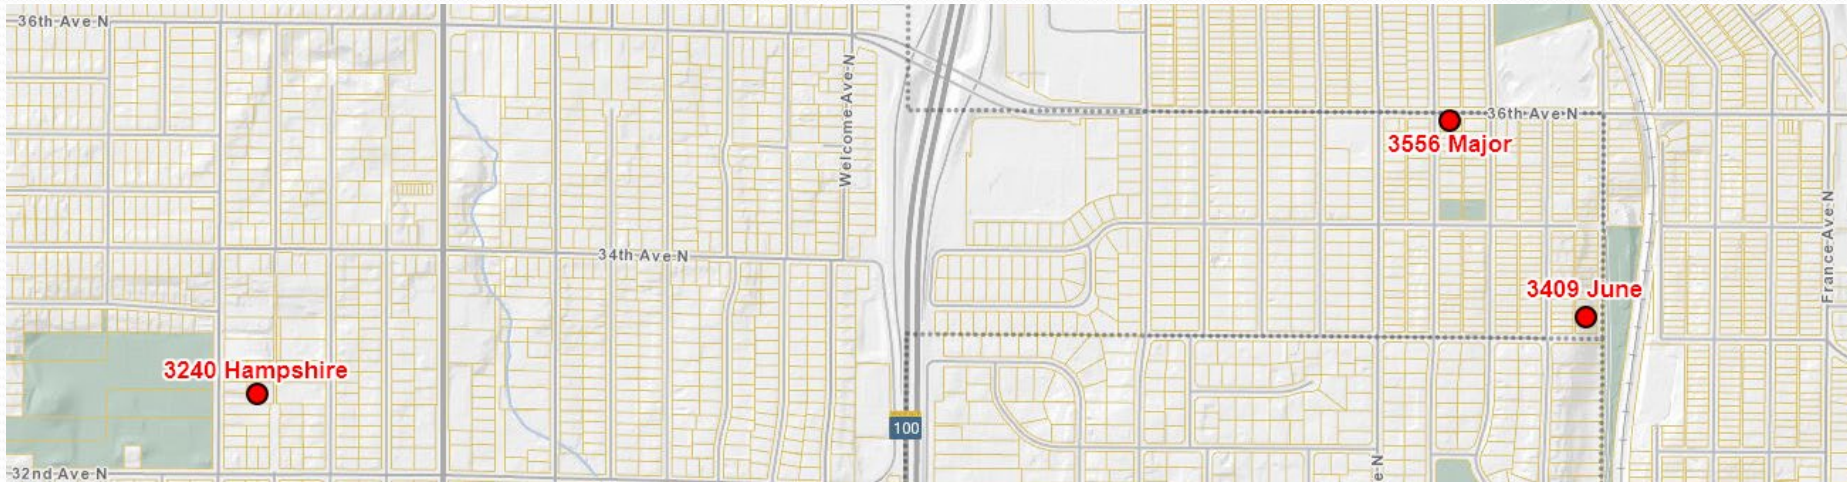 36th Ave N
Welcome Ave N
36th Ave N
3556 Major
34th Ave N
France Ave N
3409 June
3240 Hampshire
100
32nd Ave N
e N